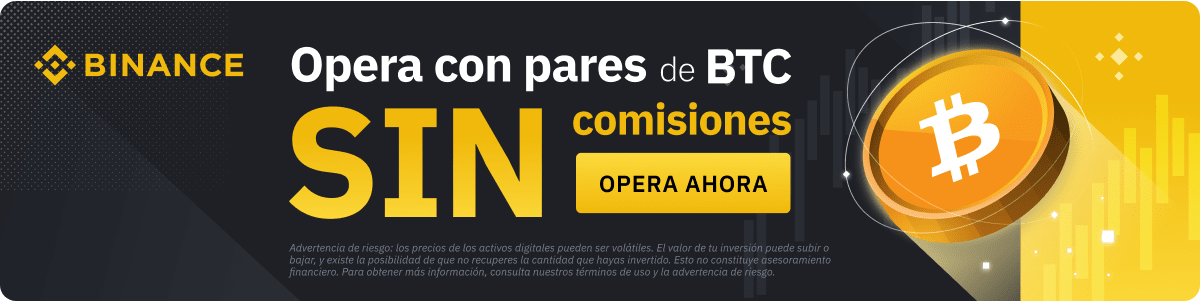 BINANCE
Opera con pares de BTC
SIN
comisiones
OPERA AHORA
Advertencia de riesgo: los precios de los activos digitales pueden ser volátiles. El valor de tu inversión puede subir o
bajar, y existe la posibilidad de que no recuperes la cantidad que hayas invertido. Esto no constituye asesoramiento
financiero. Para obtener más información, consulta nuestros términos de uso y la advertencia de riesgo.